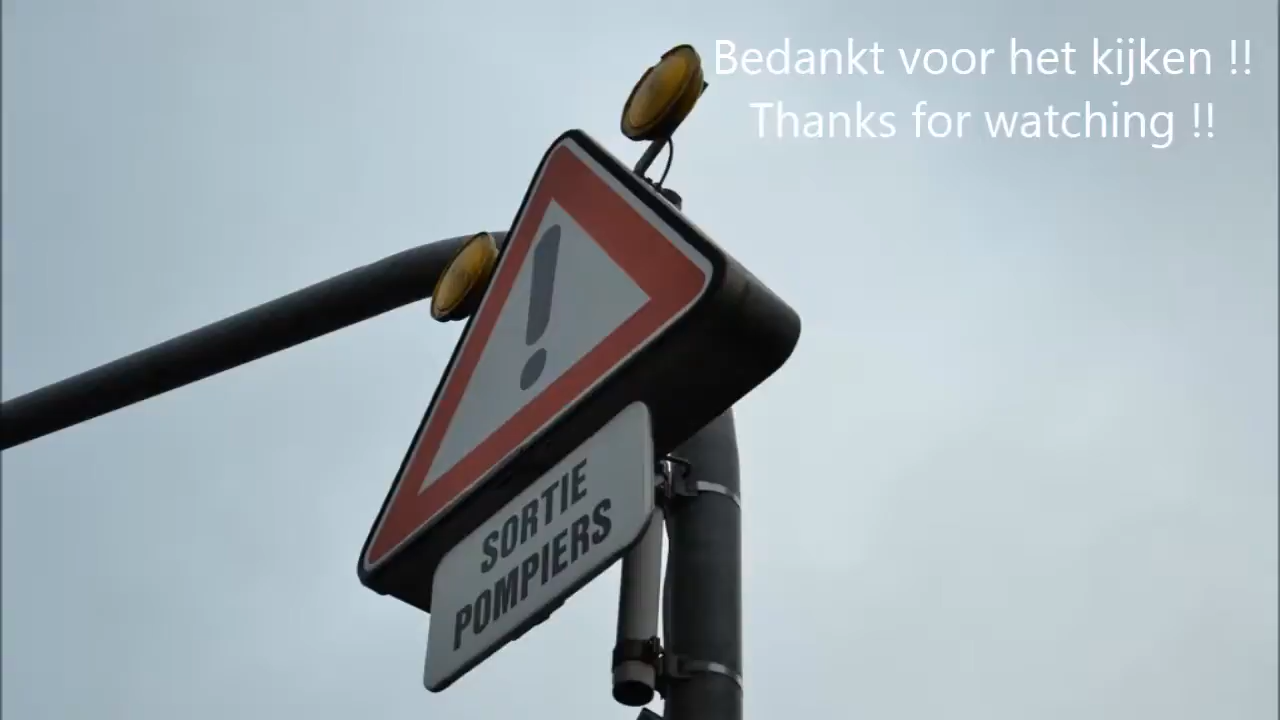 Bedankt voor het kijken !!
Thanks for watching !!
!
SORTIE
POMPIERS